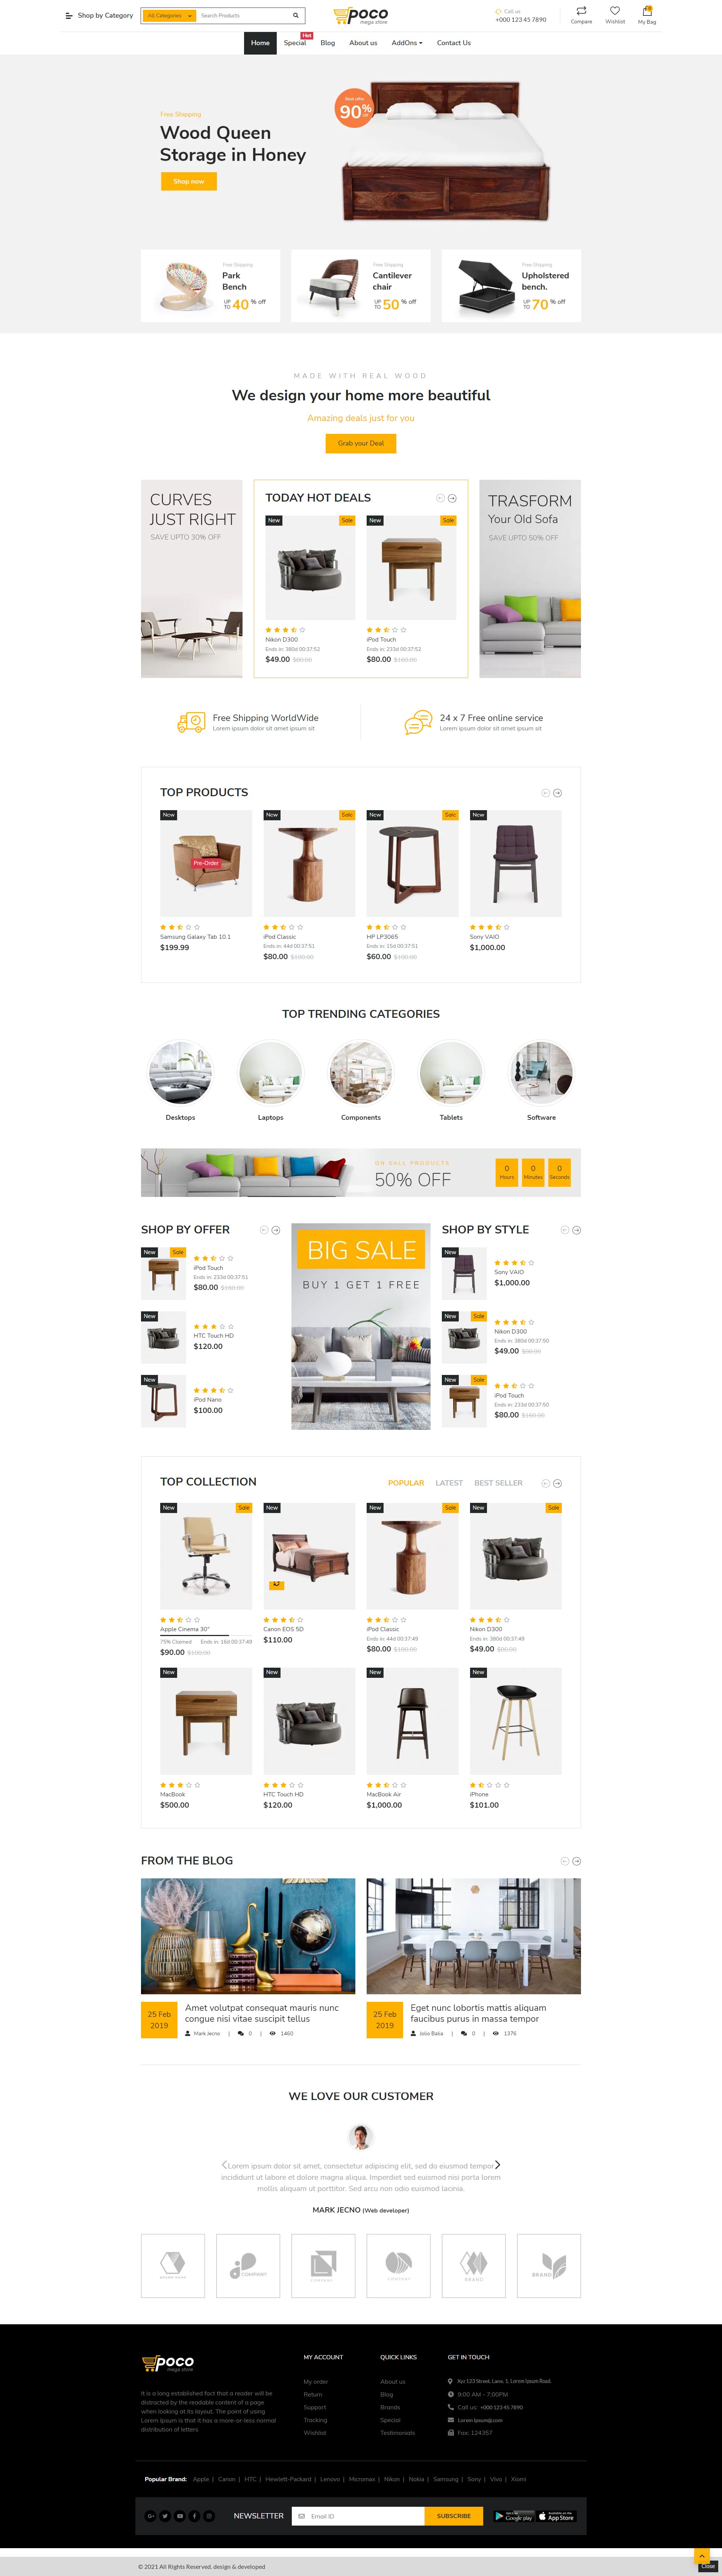 Shop by Category
All Categories
Search Products
poco
mega store
Call us
+000 123 45 7890
Compare
Wishlist
0
My Bag
Home
Special
Hot
Blog
About us
AddOns
Contact Us
Free Shipping
Wood Queen
Storage in Honey
Shop now
Best offer
90% off
Free Shipping
Park
Bench
UP TO 40 % off
Free Shipping
Cantilever
chair
UP TO 50 % off
Free Shipping
Upholstered
bench.
UP TO 70 % off
MADE WITH REAL WOOD
We design your home more beautiful
Amazing deals just for you
Grab your Deal
CURVES
JUST RIGHT
SAVE UPTO 30% OFF
TODAY HOT DEALS
New
Sale
Nikon D300
Ends in: 380d 00:37:52
$49.00 $80.00
New
Sale
iPod Touch
Ends in: 233d 00:37:52
$80.00 $160.00
TRASFORM
Your Old Sofa
SAVE UPTO 50% OFF
Free Shipping WorldWide
Lorem ipsum dolor sit amet ipsum sit
24 x 7 Free online service
Lorem ipsum dolor sit amet ipsum sit
TOP PRODUCTS
New
Pre-Order
Samsung Galaxy Tab 10.1
$199.99
New
Sale
iPod Classic
Ends in: 44d 00:37:51
$80.00 $100.00
New
Sale
HP LP3065
Ends in: 15d 00:37:51
$60.00 $100.00
New
Sony VAIO
$1,000.00
TOP TRENDING CATEGORIES
Desktops
Laptops
Components
Tablets
Software
ON SALE PRODUCTS
50% OFF
0
Hours
0
Minutes
0
Seconds
SHOP BY OFFER
New
Sale
iPod Touch
Ends in: 233d 00:37:51
$80.00 $160.00
New
HTC Touch HD
$120.00
New
iPod Nano
$100.00
BIG SALE
BUY 1 GET 1 FREE
SHOP BY STYLE
New
Sony VAIO
$1,000.00
New
Sale
Nikon D300
Ends in: 380d 00:37:50
$49.00 $80.00
New
Sale
iPod Touch
Ends in: 233d 00:37:50
$80.00 $160.00
TOP COLLECTION
POPULAR
LATEST
BEST SELLER
New
Sale
Apple Cinema 30"
75% Claimed
Ends in: 16d 00:37:49
$90.00 $100.00
New
Canon EOS 5D
$110.00
New
Sale
iPod Classic
Ends in: 44d 00:37:49
$80.00 $100.00
New
Sale
Nikon D300
Ends in: 380d 00:37:49
$49.00 $80.00
New
MacBook
$500.00
New
HTC Touch HD
$120.00
New
MacBook Air
$1,000.00
New
iPhone
$101.00
FROM THE BLOG
25 Feb
2019
Amet volutpat consequat mauris nunc
congue nisi vitae suscipit tellus
Mark Jecno | 0 | 1460
25 Feb
2019
Eget nunc lobortis mattis aliquam
faucibus purus in massa tempor
Jolio Balia | 0 | 1376
WE LOVE OUR CUSTOMER
Lorem ipsum dolor sit amet, consectetur adipiscing elit, sed do eiusmod tempor
incididunt ut labore et dolore magna aliqua. Imperdiet sed euismod nisi porta lorem
mollis aliquam ut porttitor. Sed arcu non odio euismod lacinia.
MARK JECNO (Web developer)
BRAND NAME
COMPANY
COMPANY
COMPANY
BRAND
BRAND
poco
mega store
It is a long established fact that a reader will be
distracted by the readable content of a page
when looking at its layout. The point of using
Lorem Ipsum is that it has a more-or-less normal
distribution of letters
MY ACCOUNT
My order
Return
Support
Tracking
Wishlist
QUICK LINKS
About us
Blog
Brands
Special
Testimonials
GET IN TOUCH
Xyz 123 Street, Lane, 1, Lorem Ipsum Road.
9:00 AM - 7:00PM
Call us: +000 123 45 7890
Lorem Ipsum@.com
Fax: 124357
Popular Brand: Apple | Canon | HTC | Hewlett-Packard | Lenovo | Micromax | Nikon | Nokia | Samsung | Sony | Vivo | Xiomi
NEWSLETTER
Email ID
SUBSCRIBE
Google play
Available on the
App Store
© 2021 All Rights Reserved. design & developed
Close